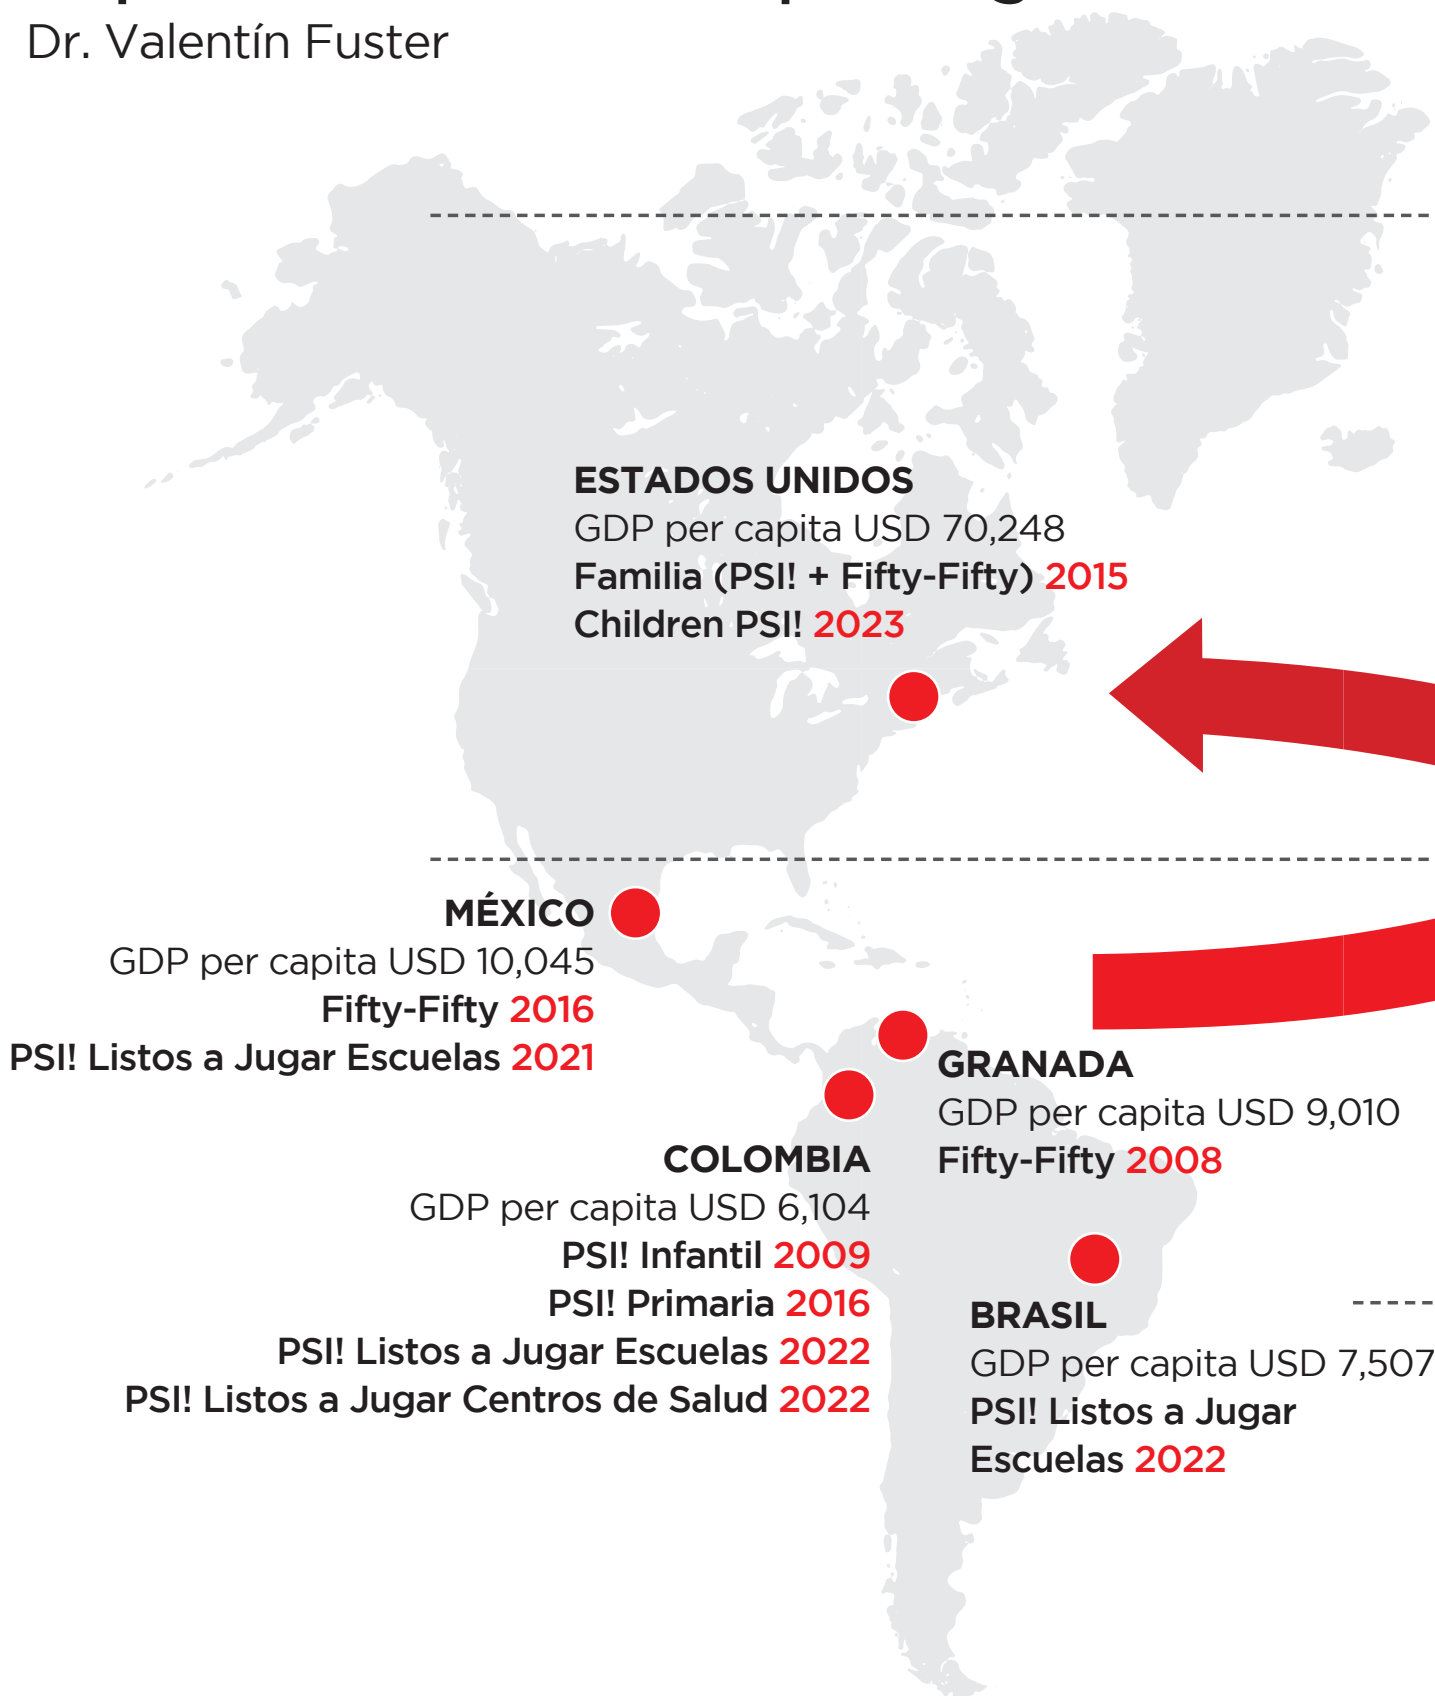 Dr. Valentín Fuster
ESTADOS UNIDOS
GDP per capita USD 70,248
Familia (PSI! + Fifty-Fifty) 2015
Children PSI! 2023
MÉXICO
GDP per capita USD 10,045
Fifty-Fifty 2016
PSI! Listos a Jugar Escuelas 2021
GRANADA
GDP per capita USD 9,010
Fifty-Fifty 2008
COLOMBIA
GDP per capita USD 6,104
PSI! Infantil 2009
PSI! Primaria 2016
PSI! Listos a Jugar Escuelas 2022
PSI! Listos a Jugar Centros de Salud 2022
BRASIL
GDP per capita USD 7,507
PSI! Listos a Jugar
Escuelas 2022